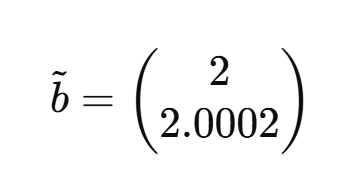 b̃ = (
2
2.0002
)